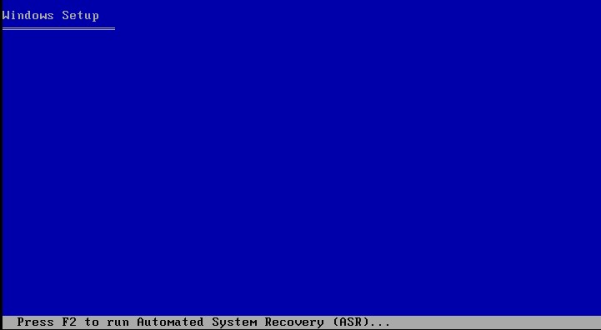 Windows Setup
Press F2 to run Automated System Recovery (ASR)...